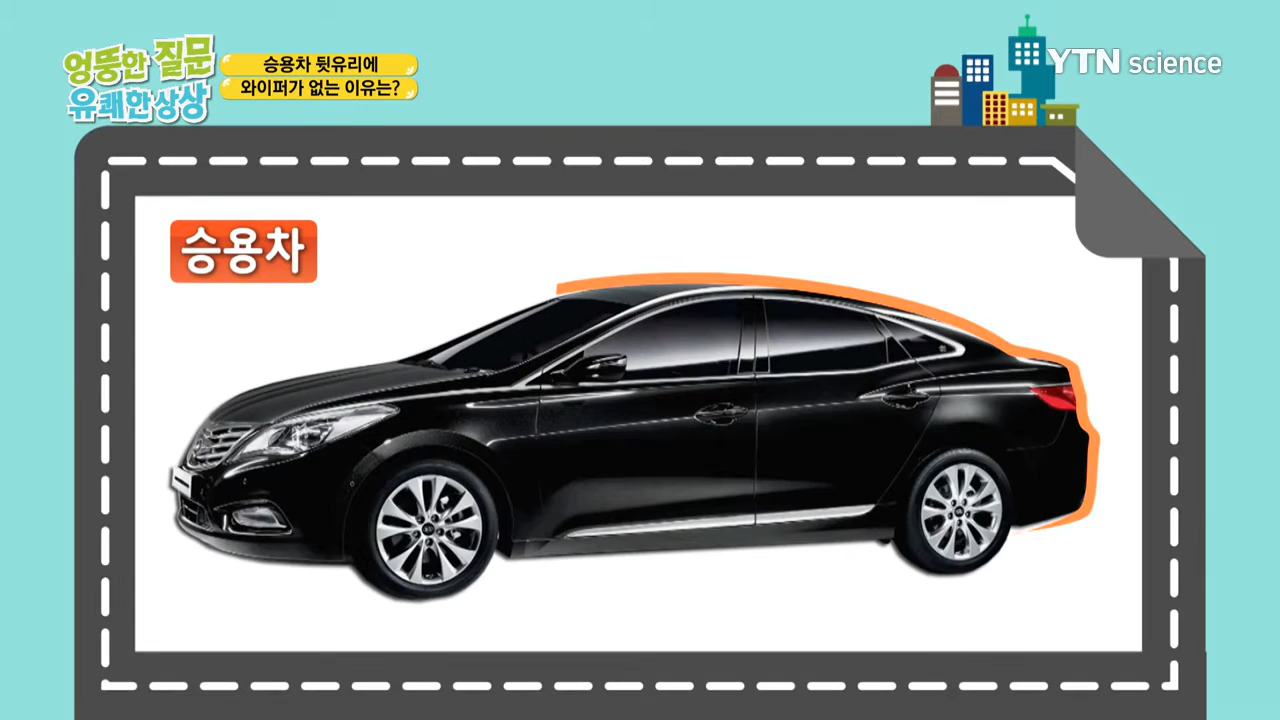 엉뚱한 질문
유쾌한상상
승용차 뒷유리에
와이퍼가 없는 이유는?
YTN science
승용차